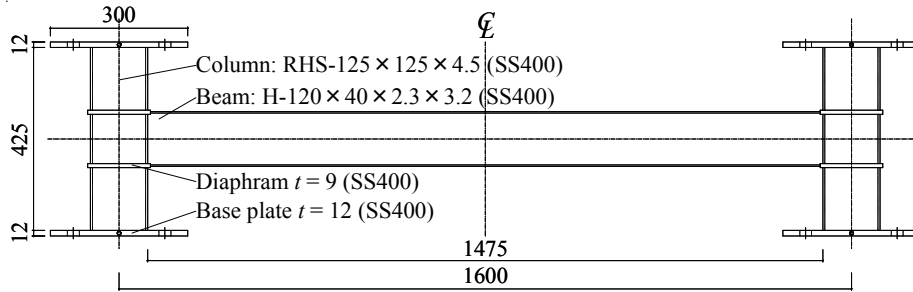 300
℄
12
Column: RHS-125 × 125 × 4.5 (SS400)
Beam: H-120 × 40 × 2.3 × 3.2 (SS400)
425
Diaphram t = 9 (SS400)
Base plate t = 12 (SS400)
12
1475
1600